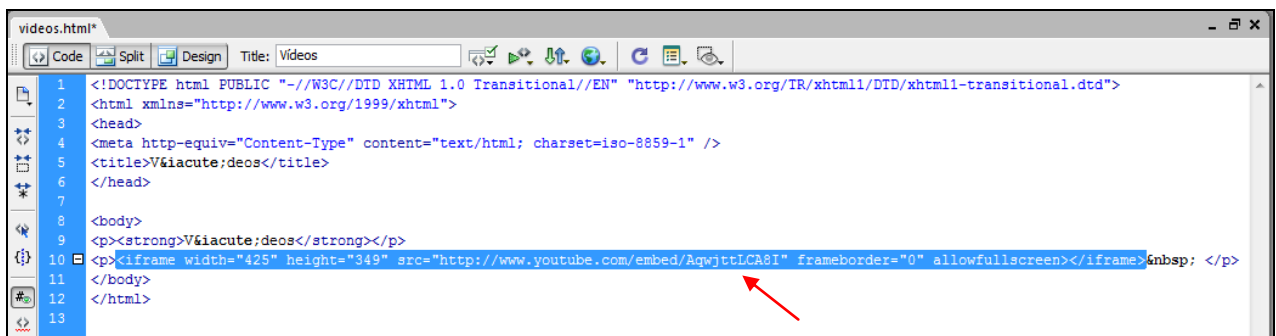 videos.html*
Code Split Design Title: Vídeos
1 <!DOCTYPE html PUBLIC "-//W3C//DTD XHTML 1.0 Transitional//EN" "http://www.w3.org/TR/xhtml1/DTD/xhtml1-transitional.dtd">
2 <html xmlns="http://www.w3.org/1999/xhtml">
3 <head>
4 <meta http-equiv="Content-Type" content="text/html; charset=iso-8859-1" />
5 <title>V&iacute;deos</title>
6 </head>
7
8 <body>
9 <p><strong>V&iacute;deos</strong></p>
10 <p><iframe width="425" height="349" src="http://www.youtube.com/embed/AqwjttLCA8I" frameborder="0" allowfullscreen></iframe>&nbsp; </p>
11 </body>
12 </html>
13